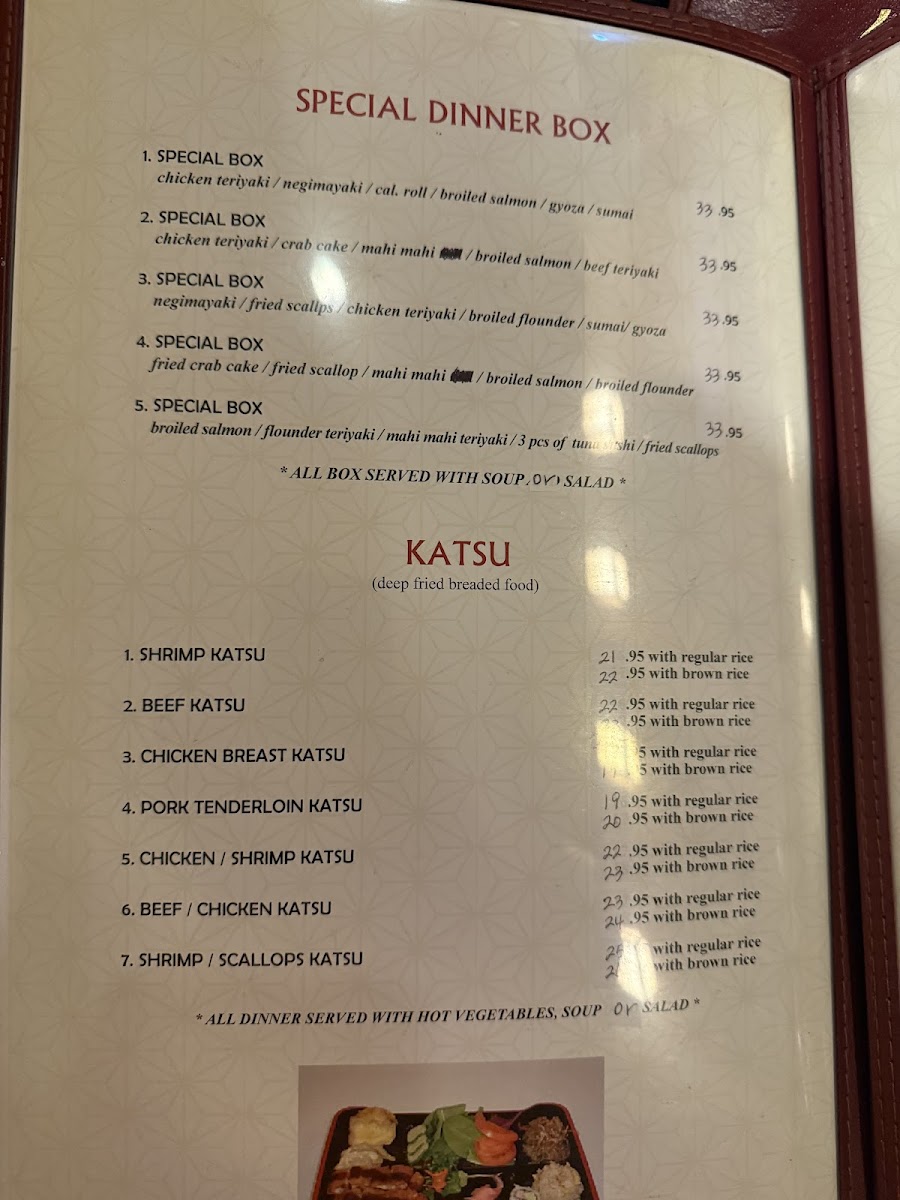 SPECIAL DINNER BOX
1. SPECIAL BOX
chicken teriyaki / negimayaki / cal. roll / broiled salmon / gyoza / sumai 33 .95
2. SPECIAL BOX
chicken teriyaki / crab cake / mahi mahi / broiled salmon / beef teriyaki 33 .95
3. SPECIAL BOX
negimayaki / fried scallps / chicken teriyaki / broiled flounder / sumai/ gyoza 33 .95
4. SPECIAL BOX
fried crab cake / fried scallop / mahi mahi / broiled salmon / broiled flounder 33 .95
5. SPECIAL BOX
broiled salmon / flounder teriyaki / mahi mahi teriyaki / 3 pcs of tuna sushi / fried scallops 33 .95
* ALL BOX SERVED WITH SOUP or SALAD *
KATSU
(deep fried breaded food)
1. SHRIMP KATSU 21 .95 with regular rice
22 .95 with brown rice
2. BEEF KATSU 22 .95 with regular rice
.95 with brown rice
3. CHICKEN BREAST KATSU with regular rice
with brown rice
4. PORK TENDERLOIN KATSU 19 .95 with regular rice
20 .95 with brown rice
5. CHICKEN / SHRIMP KATSU 22 .95 with regular rice
23 .95 with brown rice
6. BEEF / CHICKEN KATSU 23 .95 with regular rice
24 .95 with brown rice
7. SHRIMP / SCALLOPS KATSU with regular rice
with brown rice
* ALL DINNER SERVED WITH HOT VEGETABLES, SOUP or SALAD *